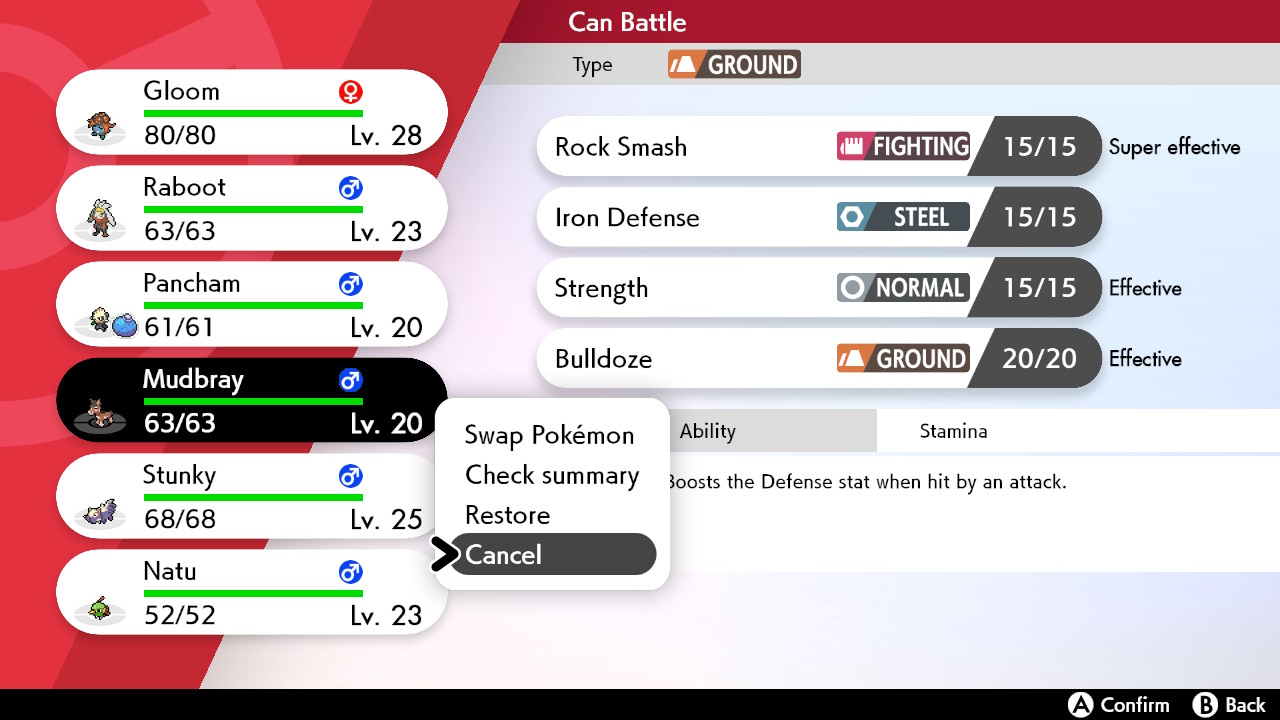 Can Battle
Type GROUND
Gloom
80/80 Lv. 28
Raboot
63/63 Lv. 23
Pancham
61/61 Lv. 20
Mudbray
63/63 Lv. 20
Stunky
68/68 Lv. 25
Natu
52/52 Lv. 23
Rock Smash FIGHTING 15/15 Super effective
Iron Defense STEEL 15/15
Strength NORMAL 15/15 Effective
Bulldoze GROUND 20/20 Effective
Swap Pokémon
Check summary
Restore
Cancel
Ability Stamina
Boosts the Defense stat when hit by an attack.
A Confirm B Back